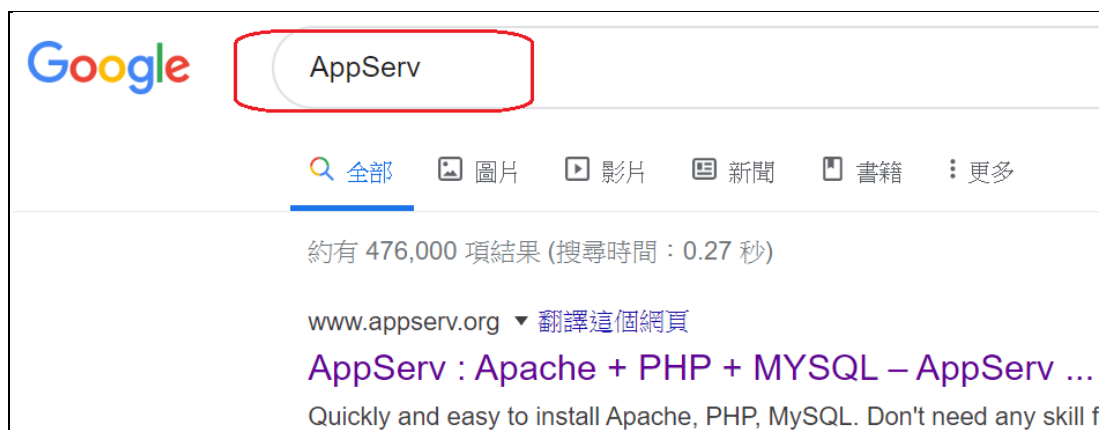 Google
AppServ
全部 圖片 影片 新聞 書籍 更多
約有 476,000 項結果 (搜尋時間：0.27 秒)
www.appserv.org ▼ 翻譯這個網頁
AppServ : Apache + PHP + MYSQL – AppServ ...
Quickly and easy to install Apache, PHP, MySQL. Don't need any skill f